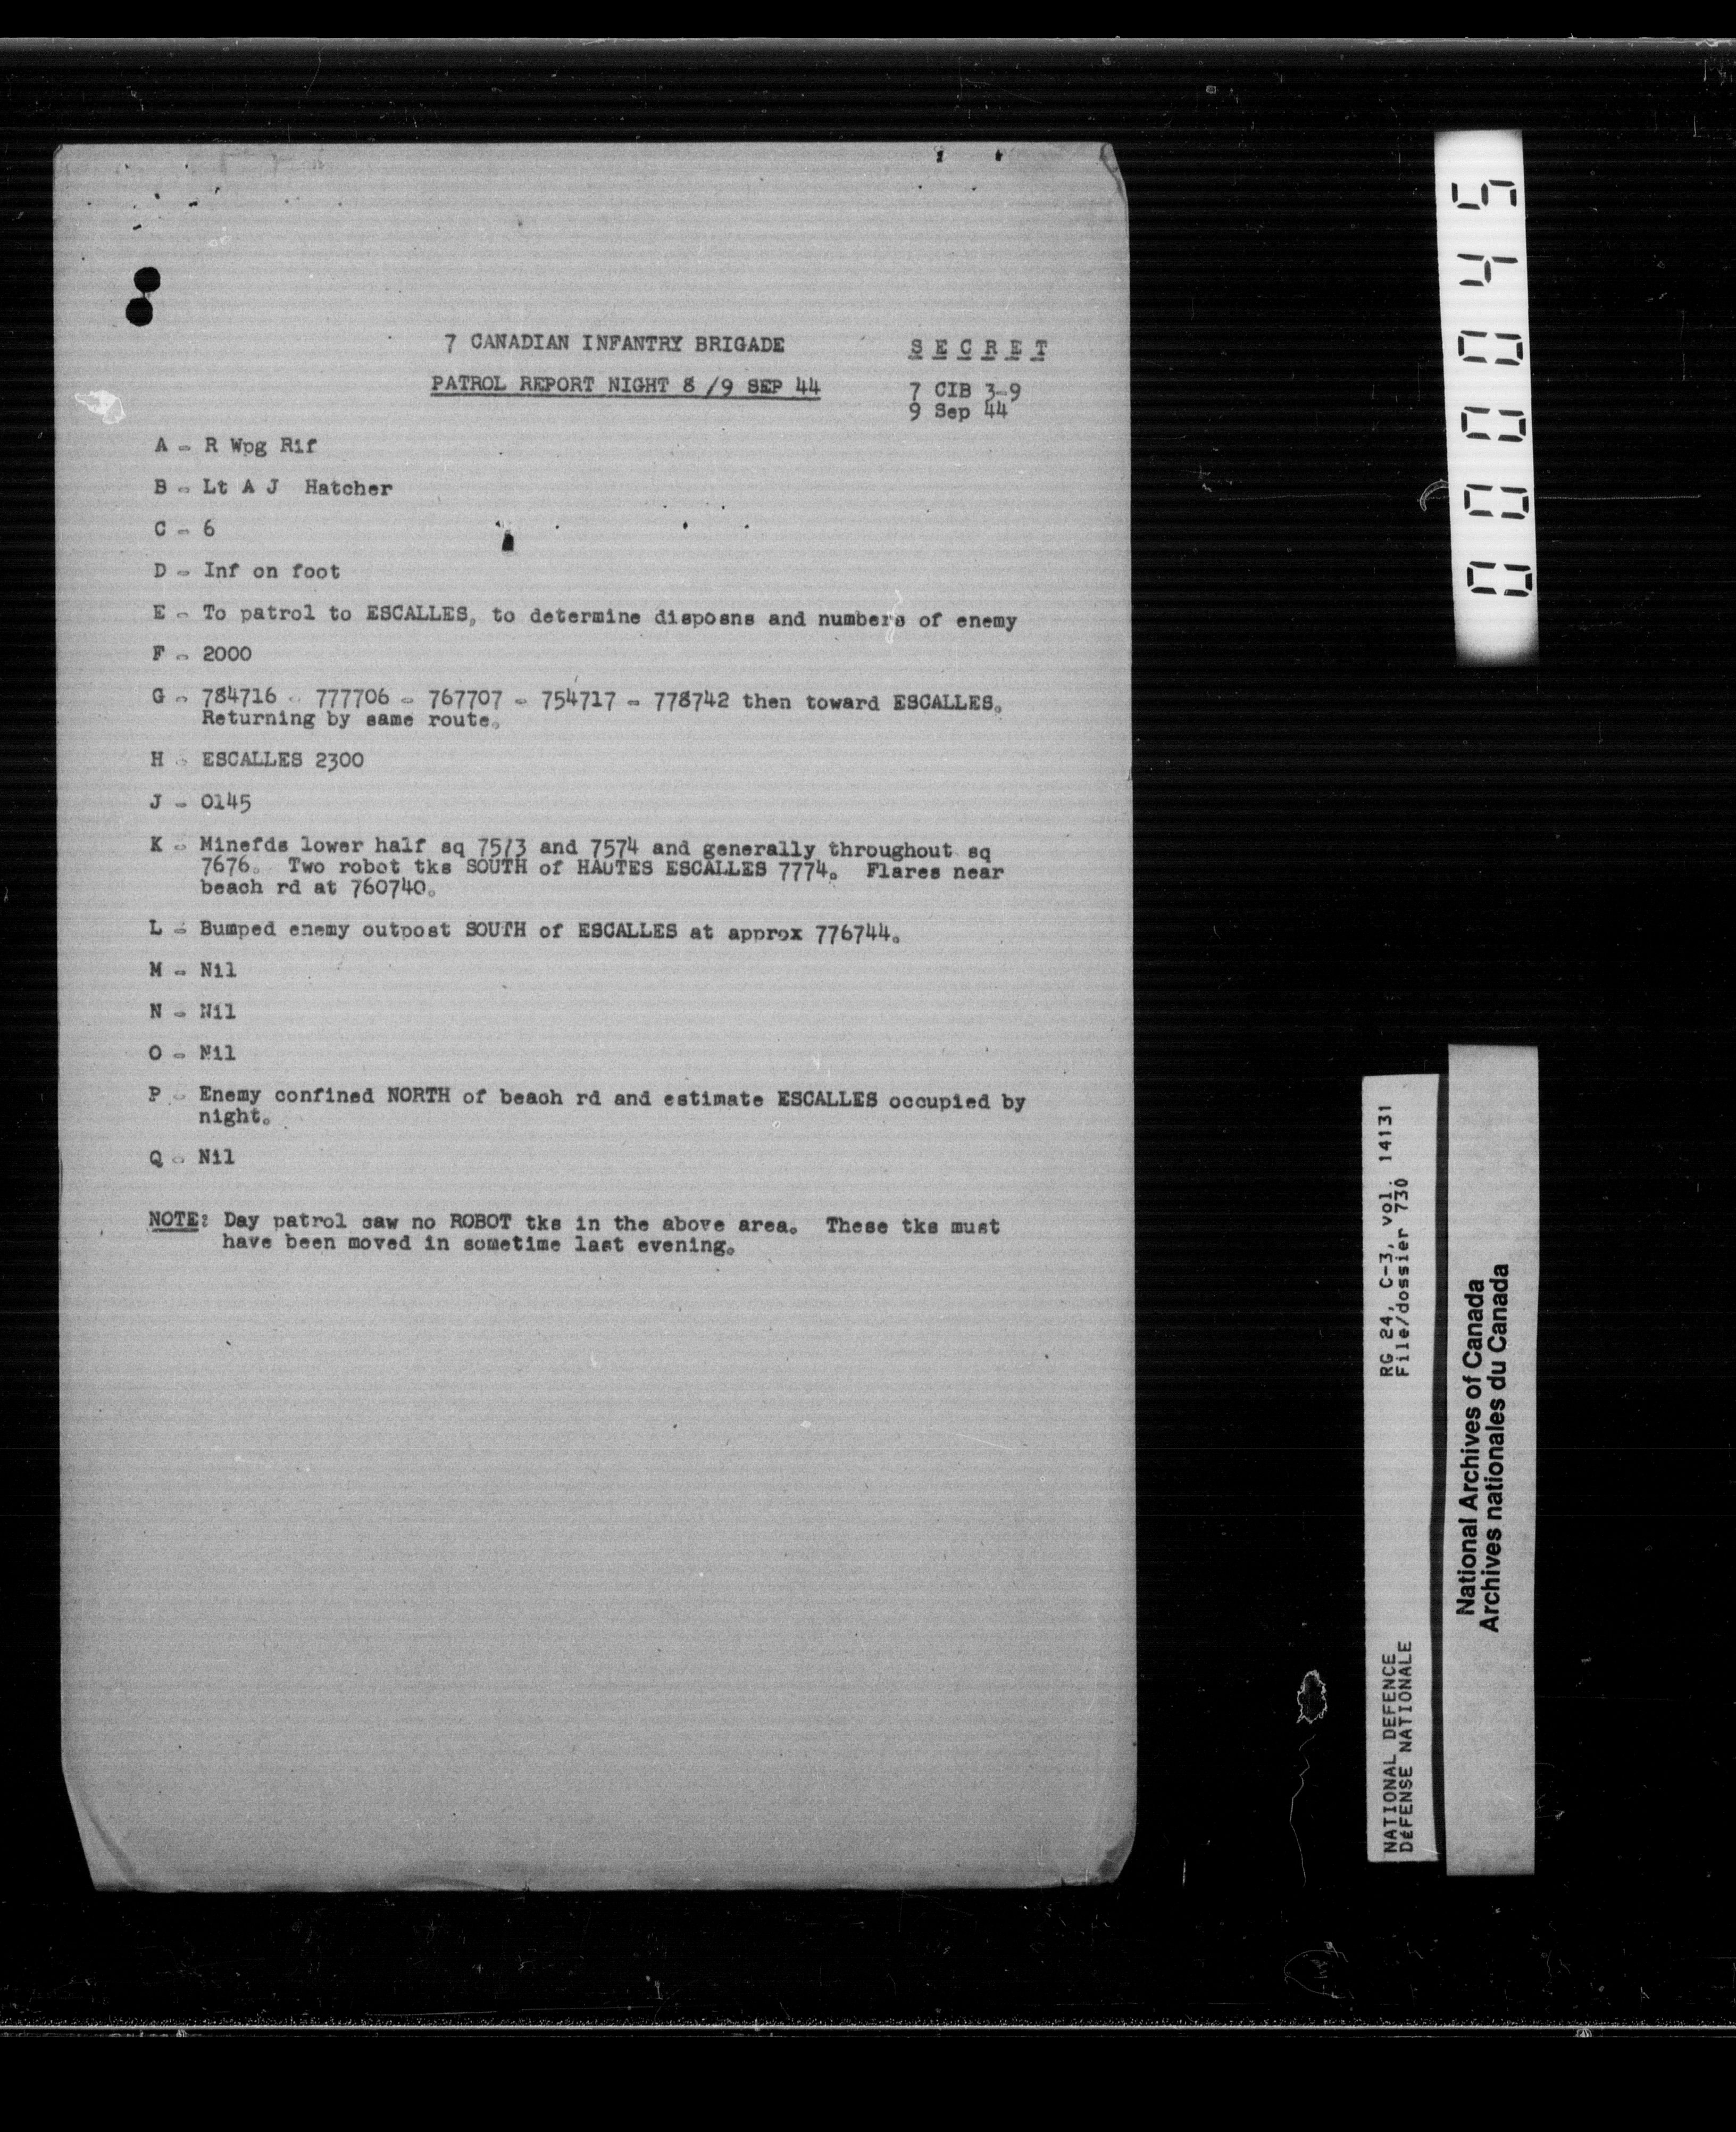 7 CANADIAN INFANTRY BRIGADE
SECRET
PATROL REPORT NIGHT 8 /9 SEP 44
7 CIB 3-9
9 Sep 44
A - R Wpg Rif
B - Lt A J Hatcher
C - 6
D - Inf on foot
E - To patrol to ESCALLES, to determine disposns and numbers of enemy
F - 2000
G - 784716 - 777706 - 767707 - 754717 - 778742 then toward ESCALLES.
Returning by same route.
H - ESCALLES 2300
J - 0145
K - Minefds lower half sq 7573 and 7574 and generally throughout sq
7676. Two robot tks SOUTH of HAUTES ESCALLES 7774. Flares near
beach rd at 760740.
L - Bumped enemy outpost SOUTH of ESCALLES at approx 776744.
M - Nil
N - Nil
O - Nil
P - Enemy confined NORTH of beach rd and estimate ESCALLES occupied by
night.
Q - Nil
NOTE: Day patrol saw no ROBOT tks in the above area. These tks must
have been moved in sometime last evening.
000045
RG 24, C-3, vol. 14131
File/dossier 730
NATIONAL DEFENCE
DÉFENSE NATIONALE
National Archives of Canada
Archives nationales du Canada